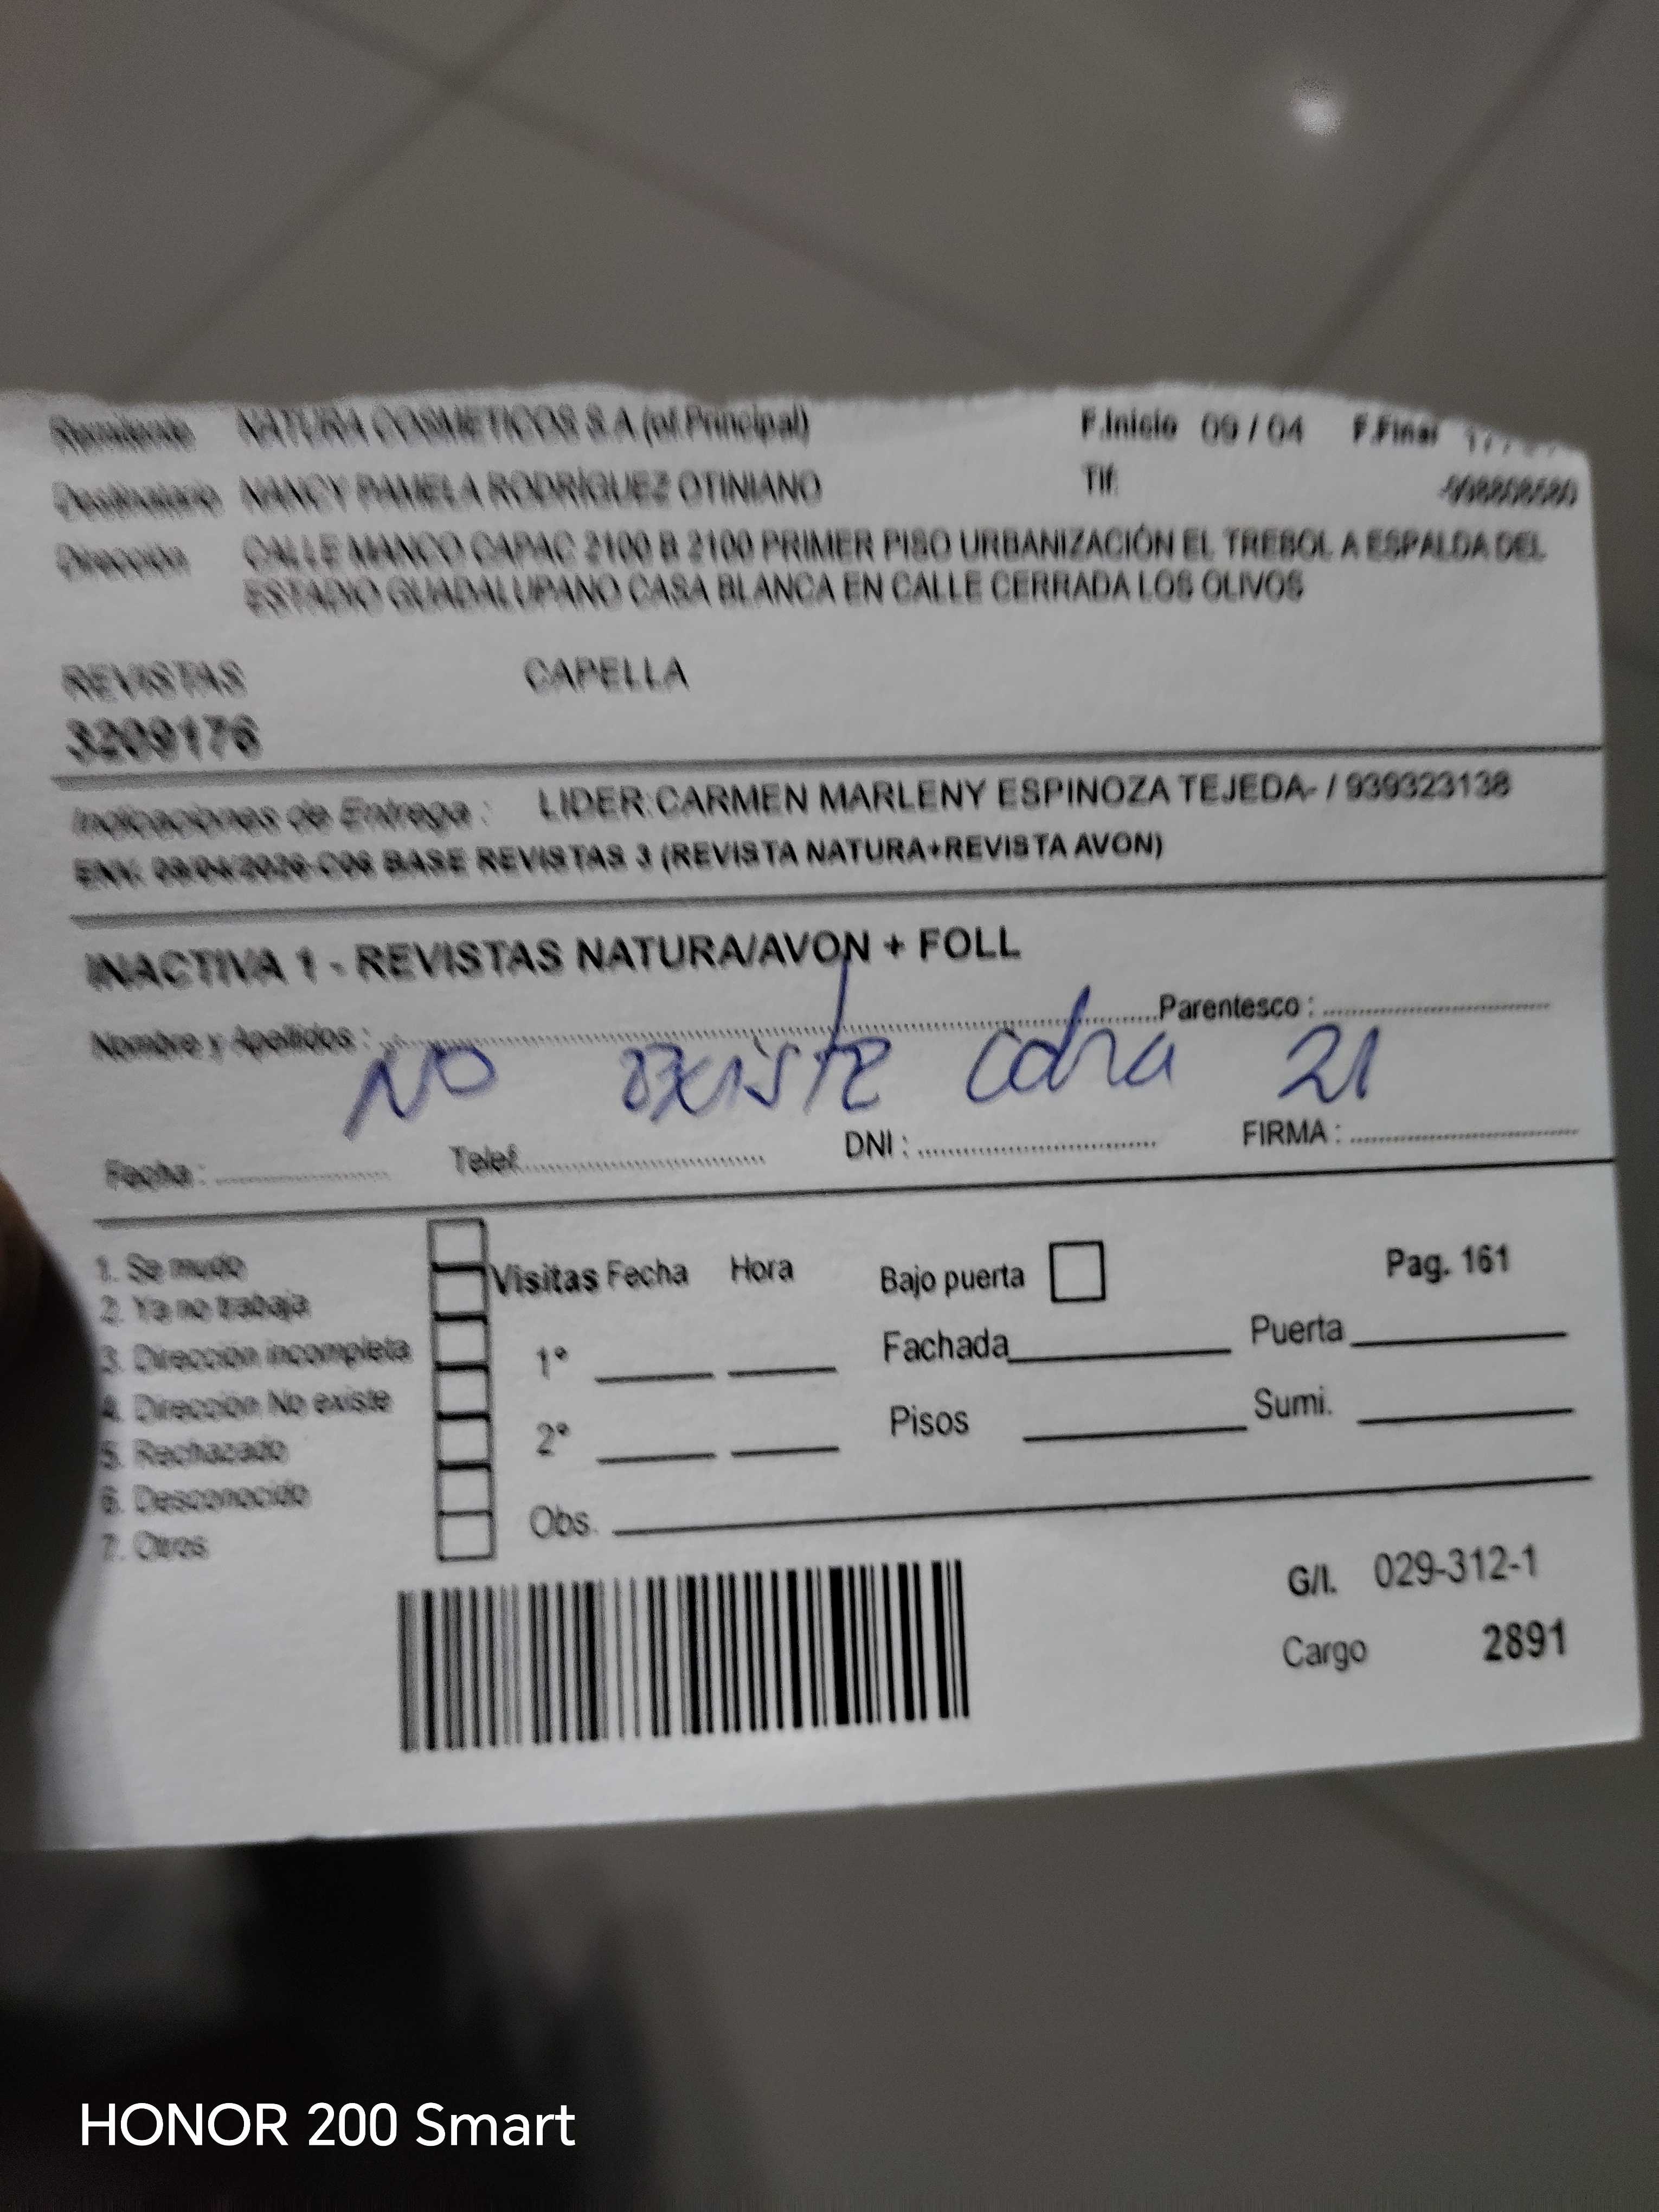 Remitente NATURA COSMETICOS S.A (of.Principal) F.Inicio 09 / 04 F.Final
Destinatario NANCY PAMELA RODRÍGUEZ OTINIANO Tlf:
Dirección CALLE MANCO CAPAC 2100 B 2100 PRIMER PISO URBANIZACIÓN EL TREBOL A ESPALDA DEL
ESTADIO GUADALUPANO CASA BLANCA EN CALLE CERRADA LOS OLIVOS
REVISTAS CAPELLA
3209176
Indicaciones de Entrega : LIDER:CARMEN MARLENY ESPINOZA TEJEDA- / 939323138
ENV. 09/04/2026-C06 BASE REVISTAS 3 (REVISTA NATURA+REVISTA AVON)
INACTIVA 1 - REVISTAS NATURA/AVON + FOLL
Nombre y Apellidos : Parentesco :
NO existe cdra 21
Fecha : Telef. DNI : FIRMA :
1. Se mudo Visitas Fecha Hora Bajo puerta Pag. 161
2. Ya no trabaja
3. Dirección incompleta 1° Fachada Puerta
4. Dirección No existe
5. Rechazado 2° Pisos Sumi.
6. Desconocido
7. Otros Obs.
G/I. 029-312-1
Cargo 2891
HONOR 200 Smart